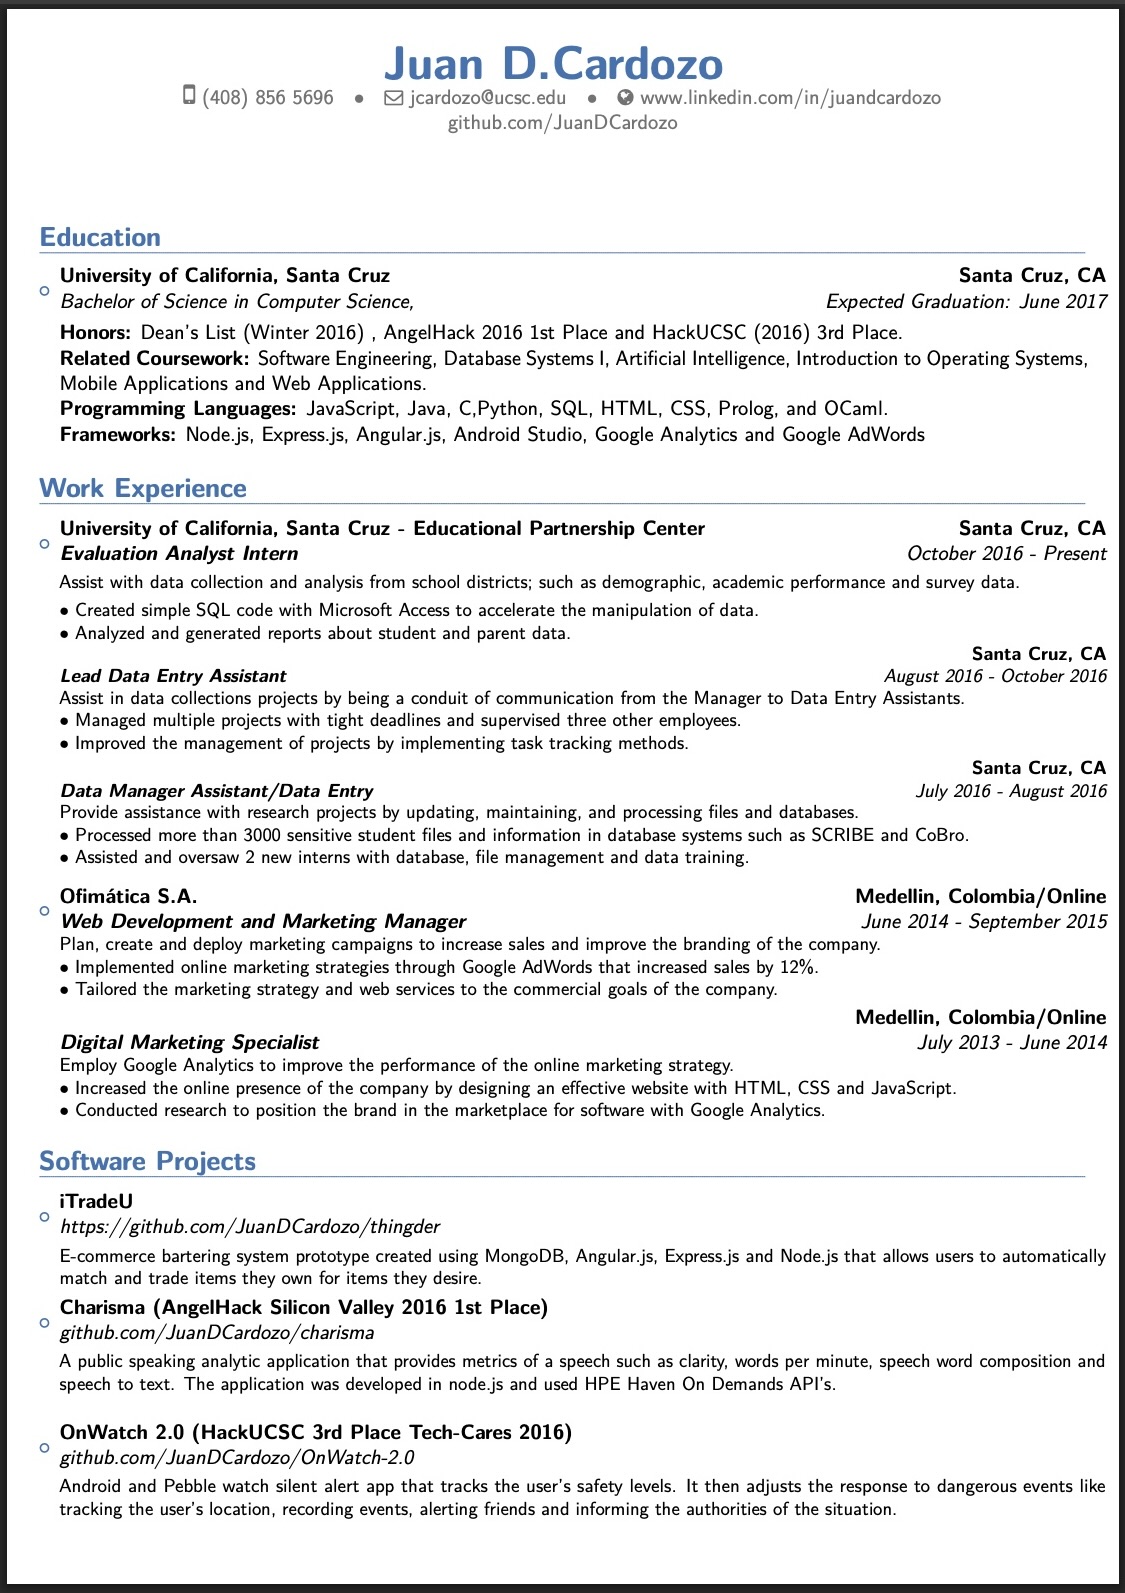 Juan D.Cardozo
(408) 856 5696 • jcardozo@ucsc.edu • www.linkedin.com/in/juandcardozo
github.com/JuanDCardozo
Education
University of California, Santa Cruz Santa Cruz, CA
Bachelor of Science in Computer Science, Expected Graduation: June 2017
Honors: Dean's List (Winter 2016) , AngelHack 2016 1st Place and HackUCSC (2016) 3rd Place.
Related Coursework: Software Engineering, Database Systems I, Artificial Intelligence, Introduction to Operating Systems,
Mobile Applications and Web Applications.
Programming Languages: JavaScript, Java, C,Python, SQL, HTML, CSS, Prolog, and OCaml.
Frameworks: Node.js, Express.js, Angular.js, Android Studio, Google Analytics and Google AdWords
Work Experience
University of California, Santa Cruz - Educational Partnership Center Santa Cruz, CA
Evaluation Analyst Intern October 2016 - Present
Assist with data collection and analysis from school districts; such as demographic, academic performance and survey data.
• Created simple SQL code with Microsoft Access to accelerate the manipulation of data.
• Analyzed and generated reports about student and parent data.
Santa Cruz, CA
Lead Data Entry Assistant August 2016 - October 2016
Assist in data collections projects by being a conduit of communication from the Manager to Data Entry Assistants.
• Managed multiple projects with tight deadlines and supervised three other employees.
• Improved the management of projects by implementing task tracking methods.
Santa Cruz, CA
Data Manager Assistant/Data Entry July 2016 - August 2016
Provide assistance with research projects by updating, maintaining, and processing files and databases.
• Processed more than 3000 sensitive student files and information in database systems such as SCRIBE and CoBro.
• Assisted and oversaw 2 new interns with database, file management and data training.
Ofimática S.A. Medellin, Colombia/Online
Web Development and Marketing Manager June 2014 - September 2015
Plan, create and deploy marketing campaigns to increase sales and improve the branding of the company.
• Implemented online marketing strategies through Google AdWords that increased sales by 12%.
• Tailored the marketing strategy and web services to the commercial goals of the company.
Medellin, Colombia/Online
Digital Marketing Specialist July 2013 - June 2014
Employ Google Analytics to improve the performance of the online marketing strategy.
• Increased the online presence of the company by designing an effective website with HTML, CSS and JavaScript.
• Conducted research to position the brand in the marketplace for software with Google Analytics.
Software Projects
iTradeU
https://github.com/JuanDCardozo/thingder
E-commerce bartering system prototype created using MongoDB, Angular.js, Express.js and Node.js that allows users to automatically
match and trade items they own for items they desire.
Charisma (AngelHack Silicon Valley 2016 1st Place)
github.com/JuanDCardozo/charisma
A public speaking analytic application that provides metrics of a speech such as clarity, words per minute, speech word composition and
speech to text. The application was developed in node.js and used HPE Haven On Demands API's.
OnWatch 2.0 (HackUCSC 3rd Place Tech-Cares 2016)
github.com/JuanDCardozo/OnWatch-2.0
Android and Pebble watch silent alert app that tracks the user's safety levels. It then adjusts the response to dangerous events like
tracking the user's location, recording events, alerting friends and informing the authorities of the situation.